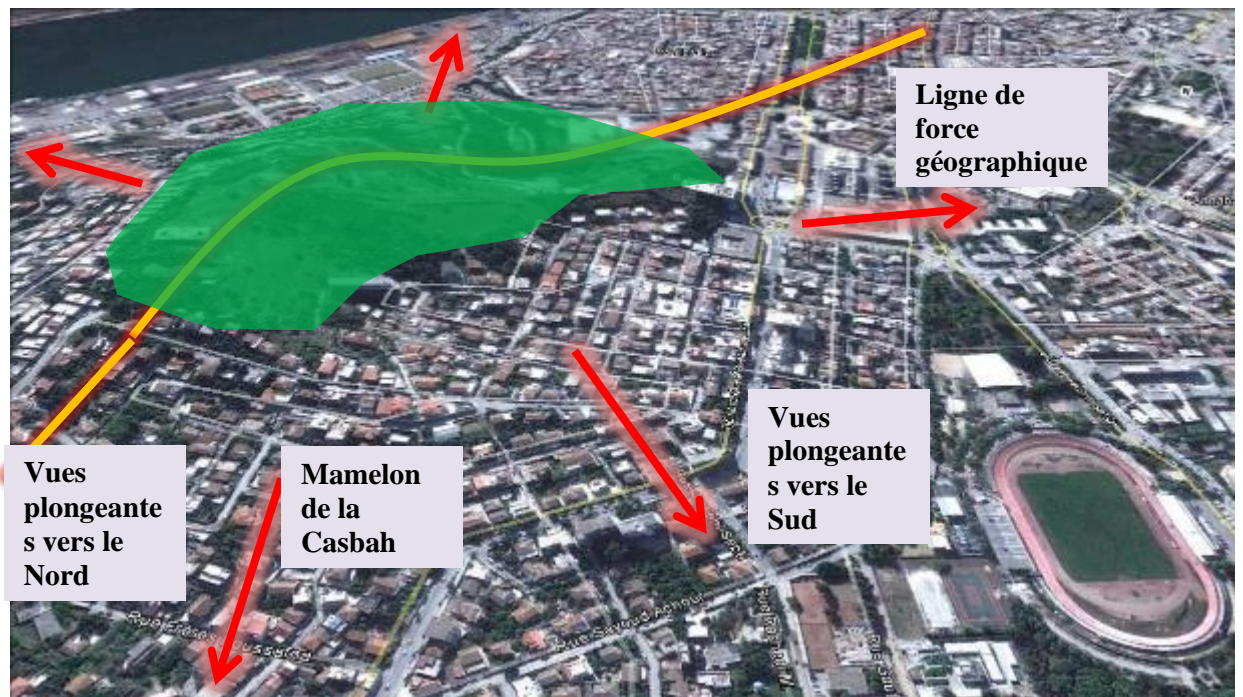 Ligne de
force
géographique
Vues
plongeante
s vers le
Nord
Mamelon
de la
Casbah
Vues
plongeante
s vers le
Sud